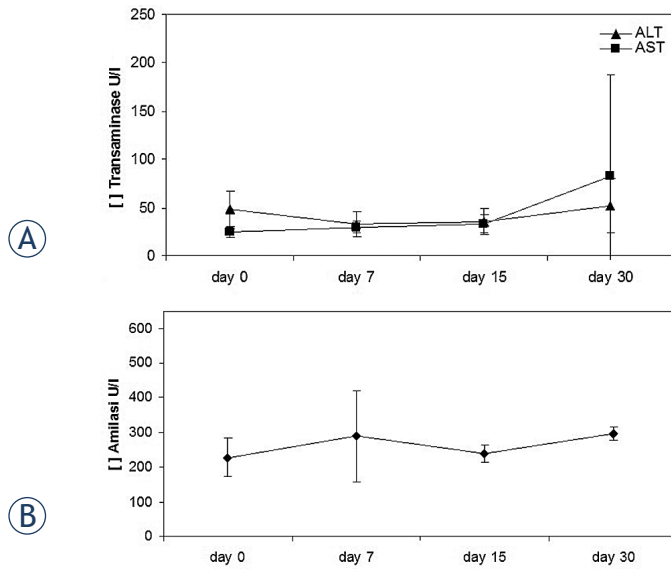 A
[ ] Transaminase U/l
250
200
150
100
50
0
ALT
AST
day 0 day 7 day 15 day 30
B
[ ] Amilasi U/l
600
500
400
300
200
100
0
day 0 day 7 day 15 day 30